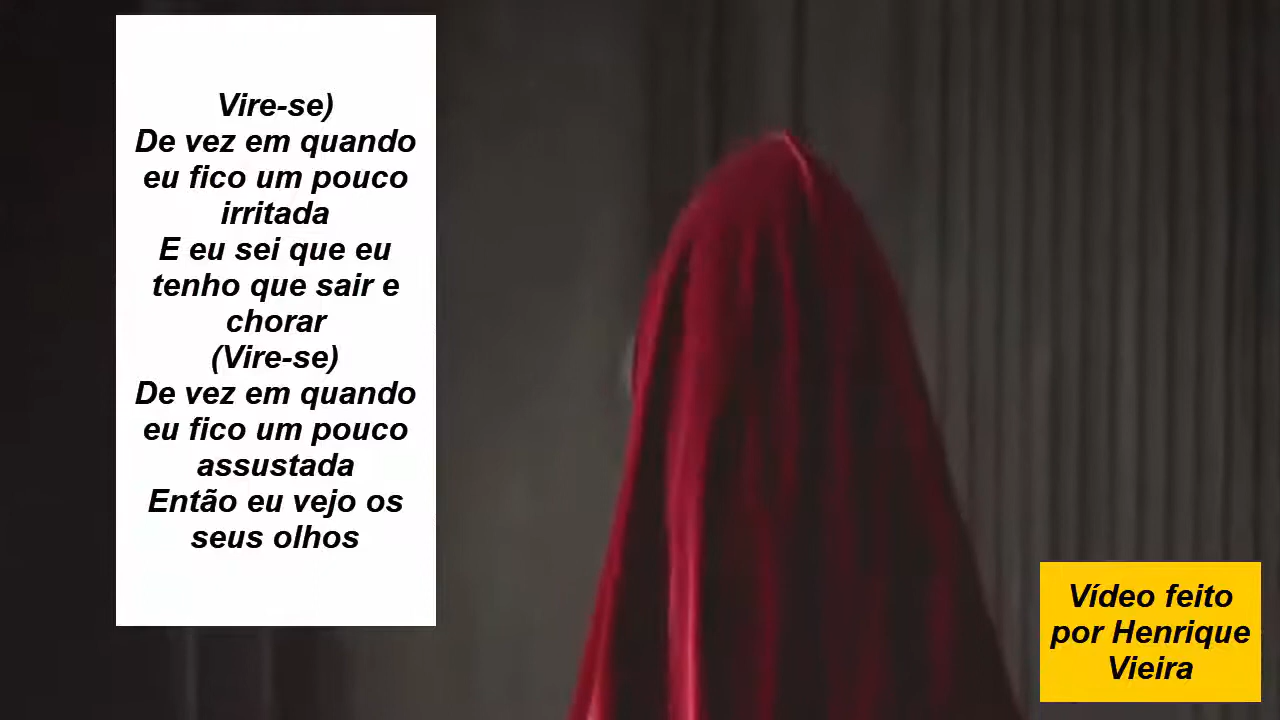 Vire-se)
De vez em quando
eu fico um pouco
irritada
E eu sei que eu
tenho que sair e
chorar
(Vire-se)
De vez em quando
eu fico um pouco
assustada
Então eu vejo os
seus olhos
Vídeo feito
por Henrique
Vieira